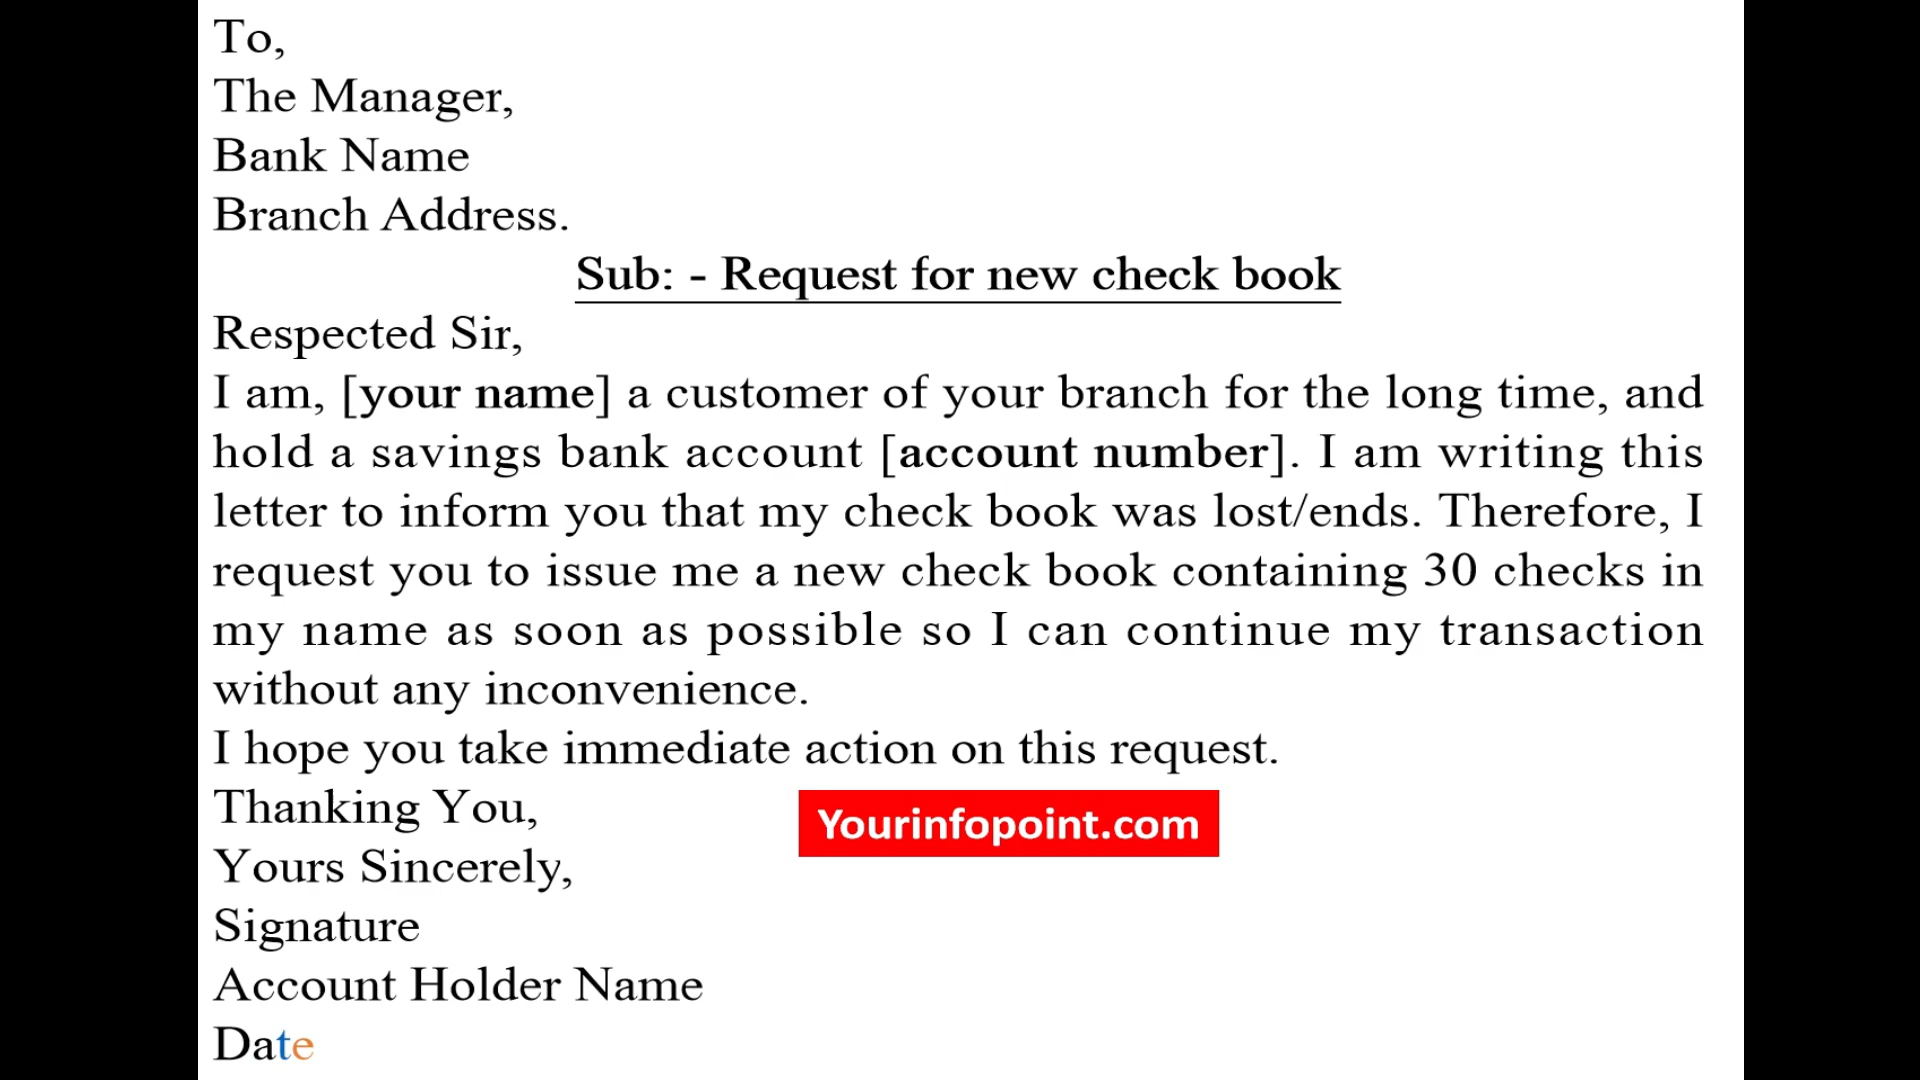 To,
The Manager,
Bank Name
Branch Address.
Sub: - Request for new check book
Respected Sir,
I am, [your name] a customer of your branch for the long time, and
hold a savings bank account [account number]. I am writing this
letter to inform you that my check book was lost/ends. Therefore, I
request you to issue me a new check book containing 30 checks in
my name as soon as possible so I can continue my transaction
without any inconvenience.
I hope you take immediate action on this request.
Thanking You,
Yourinfopoint.com
Yours Sincerely,
Signature
Account Holder Name
Date